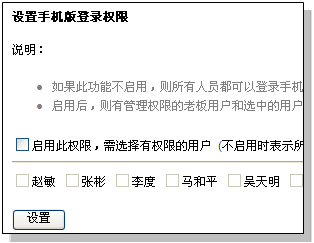 设置手机版登录权限
说明：
如果此功能不启用，则所有人员都可以登录手机
启用后，则有管理权限的老板用户和选中的用户
启用此权限，需选择有权限的用户 (不启用时表示所
赵敏 张彬 李度 马和平 吴天明
设置